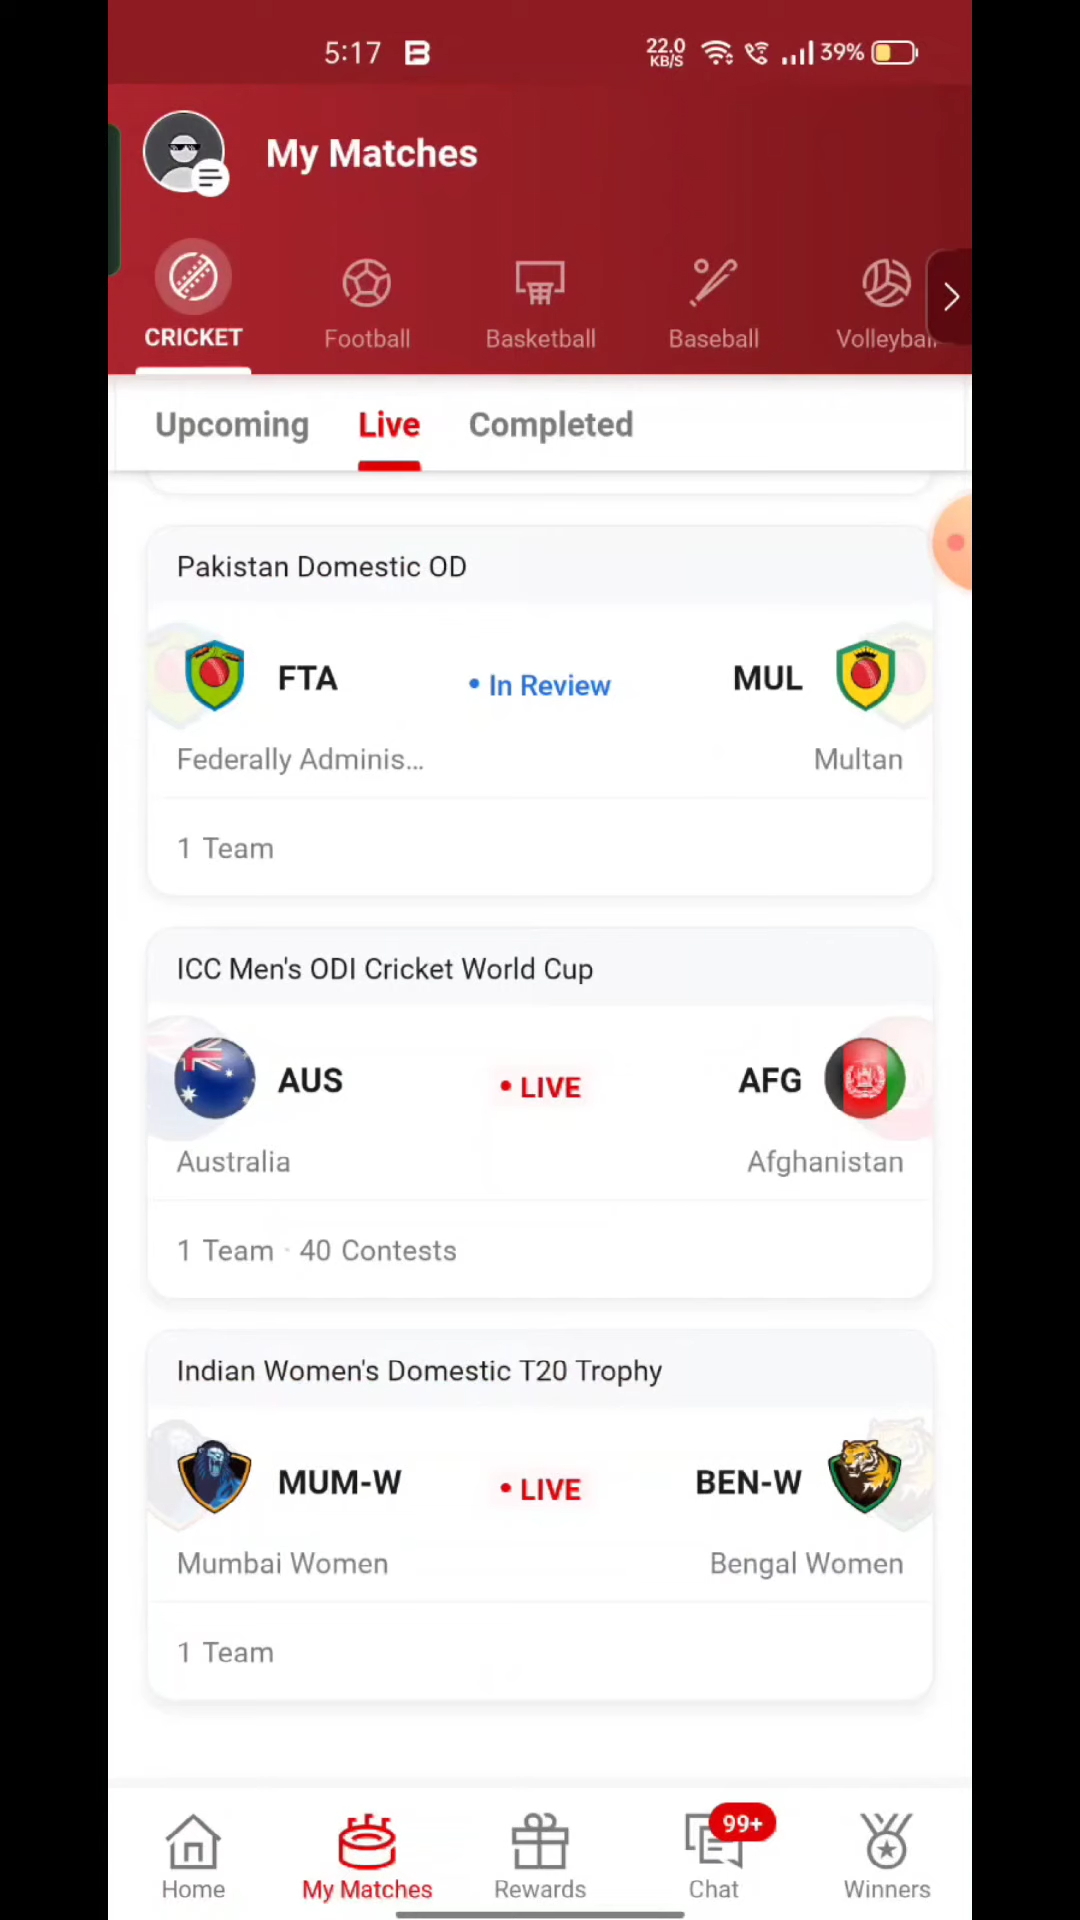 5:17
22.0
KB/S
39%
My Matches
CRICKET
Football
Basketball
Baseball
Volleyball
Upcoming
Live
Completed
Pakistan Domestic OD
FTA
• In Review
MUL
Federally Adminis...
Multan
1 Team
ICC Men's ODI Cricket World Cup
AUS
• LIVE
AFG
Australia
Afghanistan
1 Team · 40 Contests
Indian Women's Domestic T20 Trophy
MUM-W
• LIVE
BEN-W
Mumbai Women
Bengal Women
1 Team
99+
Home
My Matches
Rewards
Chat
Winners